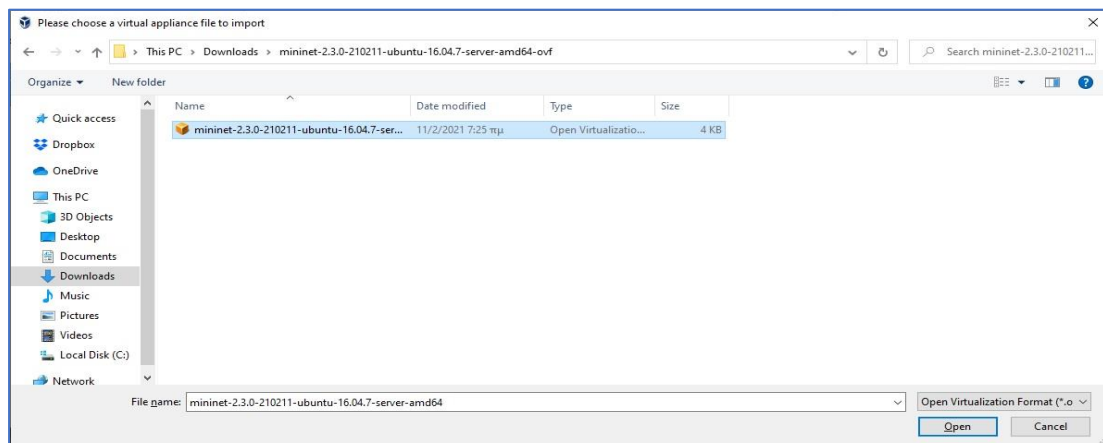 Please choose a virtual appliance file to import
This PC > Downloads > mininet-2.3.0-210211-ubuntu-16.04.7-server-amd64-ovf
Search mininet-2.3.0-210211...
Organize
New folder
Name
Date modified
Type
Size
mininet-2.3.0-210211-ubuntu-16.04.7-ser...
11/2/2021 7:25 πμ
Open Virtualizatio...
4 KB
Quick access
Dropbox
OneDrive
This PC
3D Objects
Desktop
Documents
Downloads
Music
Pictures
Videos
Local Disk (C:)
Network
File name:
mininet-2.3.0-210211-ubuntu-16.04.7-server-amd64
Open Virtualization Format (*.o
Open
Cancel